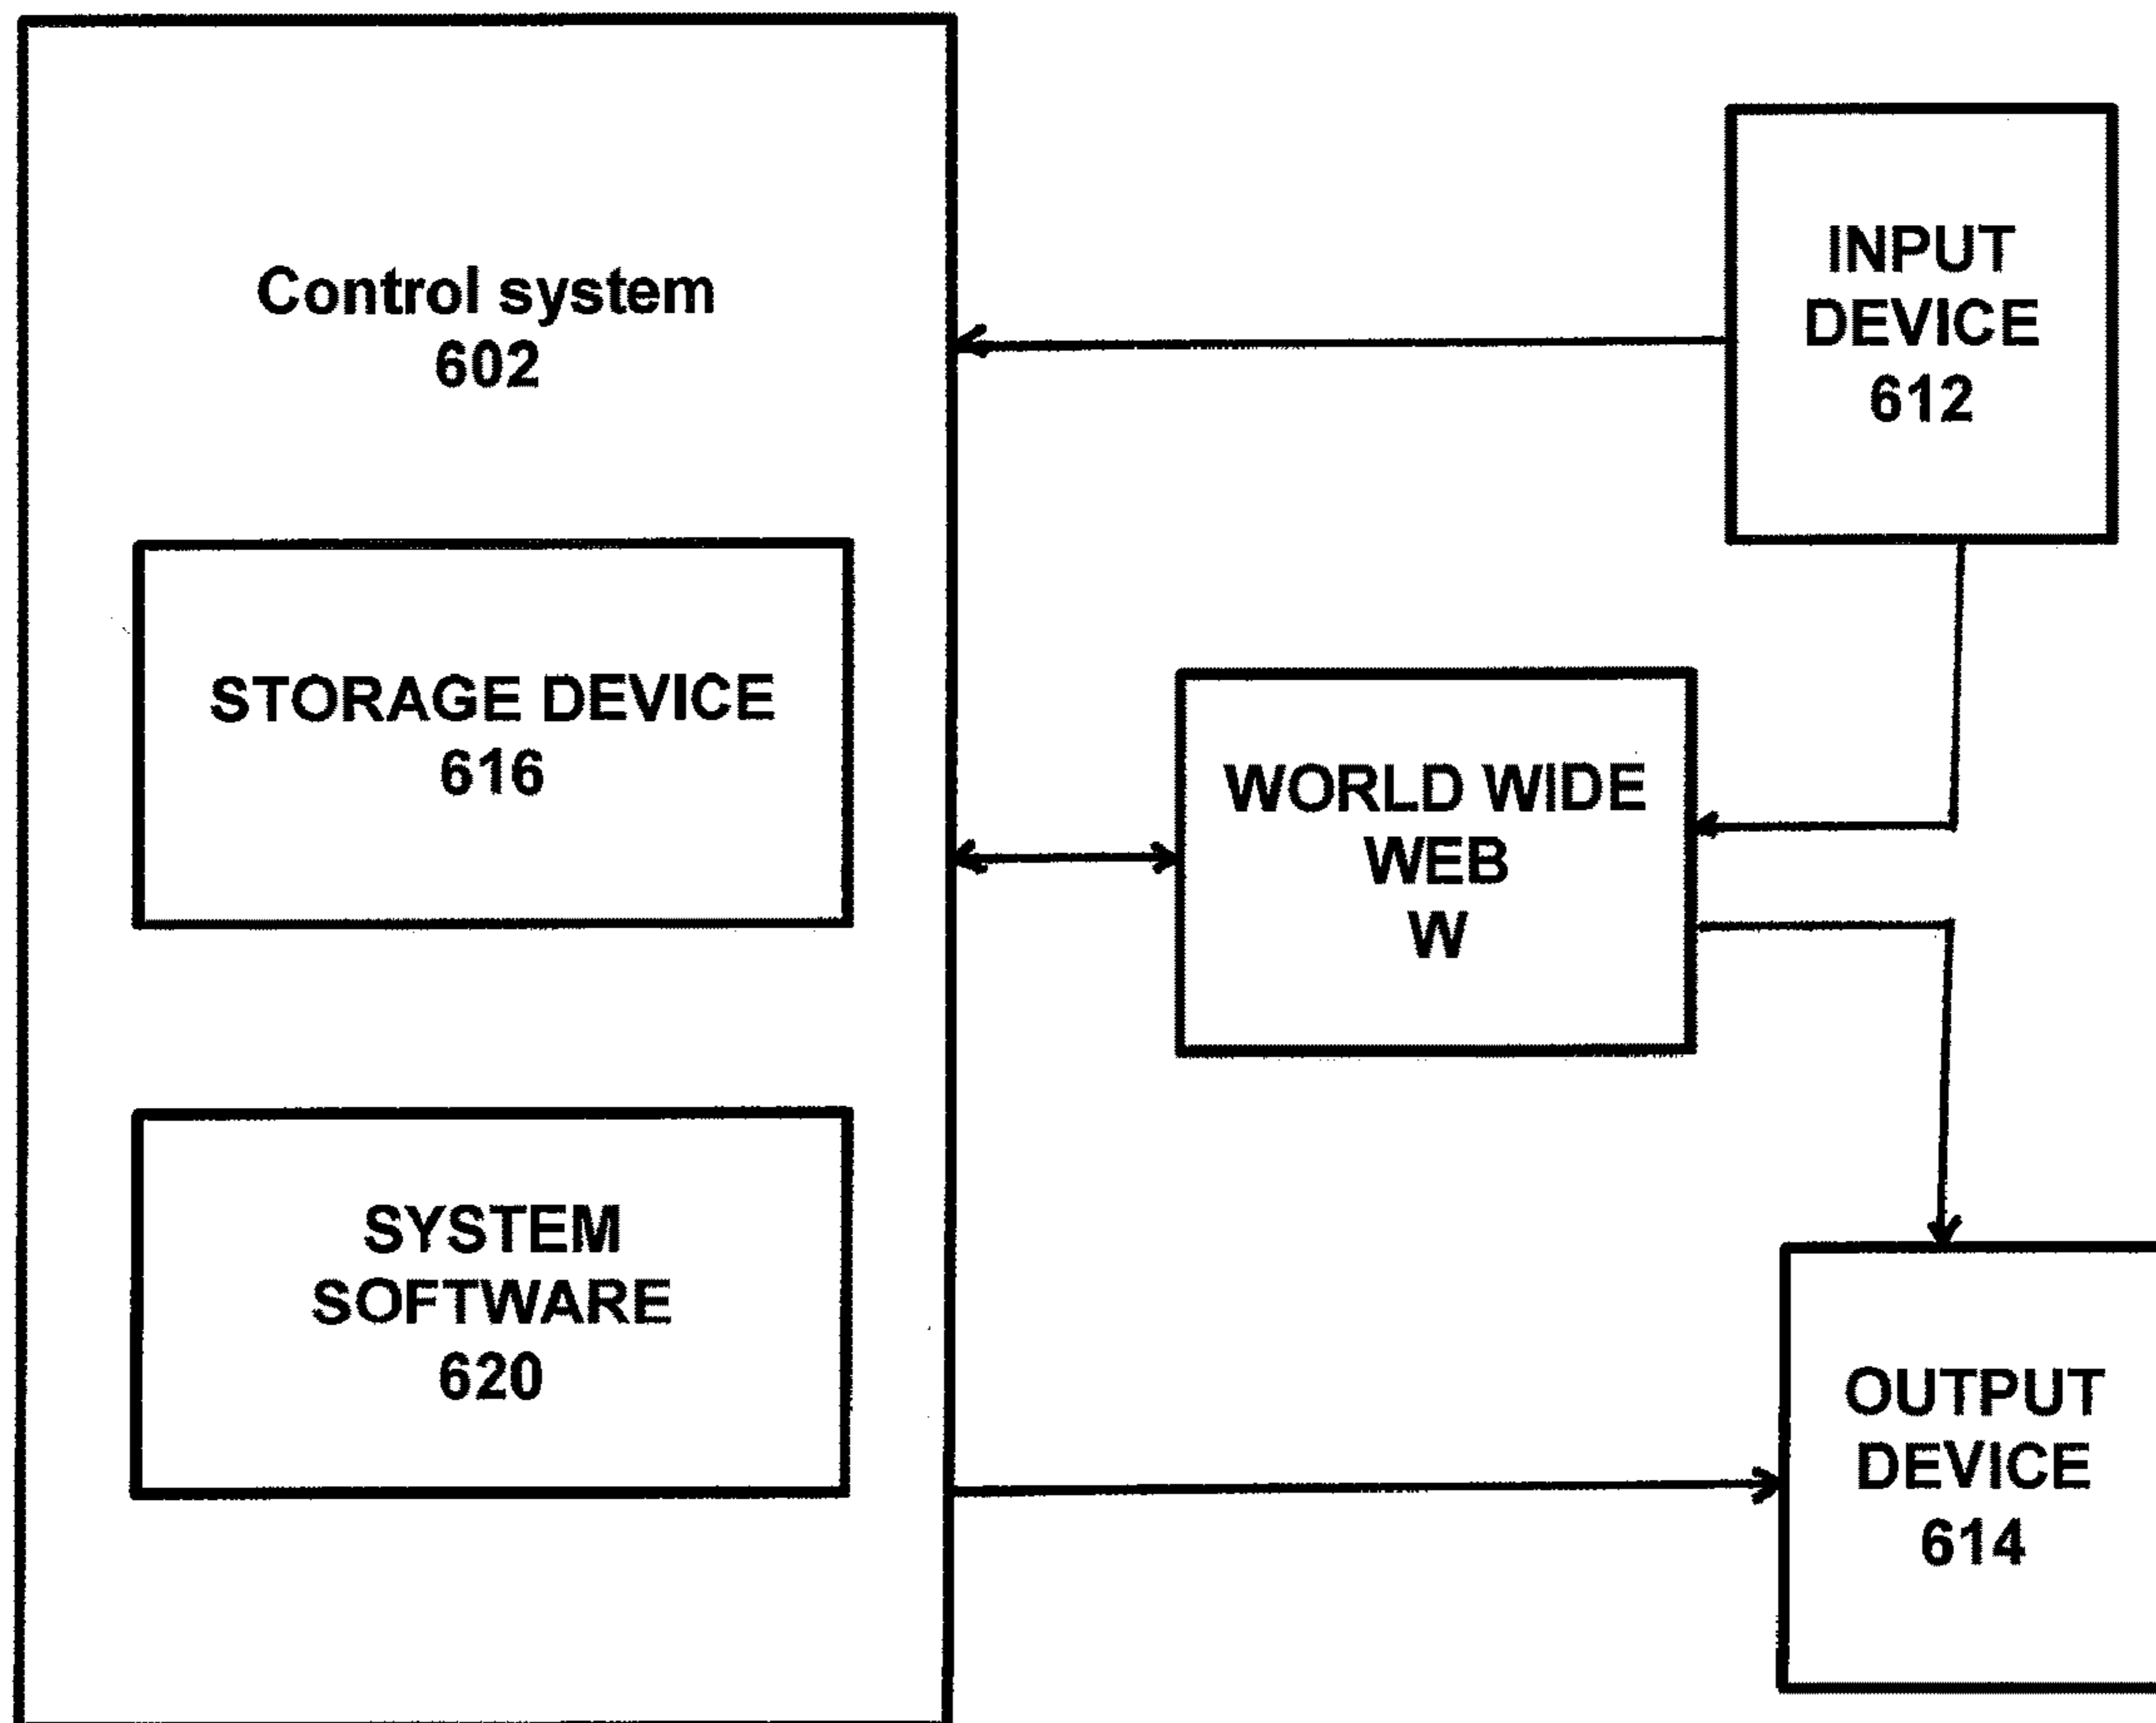 Control system
602
INPUT
DEVICE
612
STORAGE DEVICE
616
WORLD WIDE
WEB
W
SYSTEM
SOFTWARE
620
OUTPUT
DEVICE
614